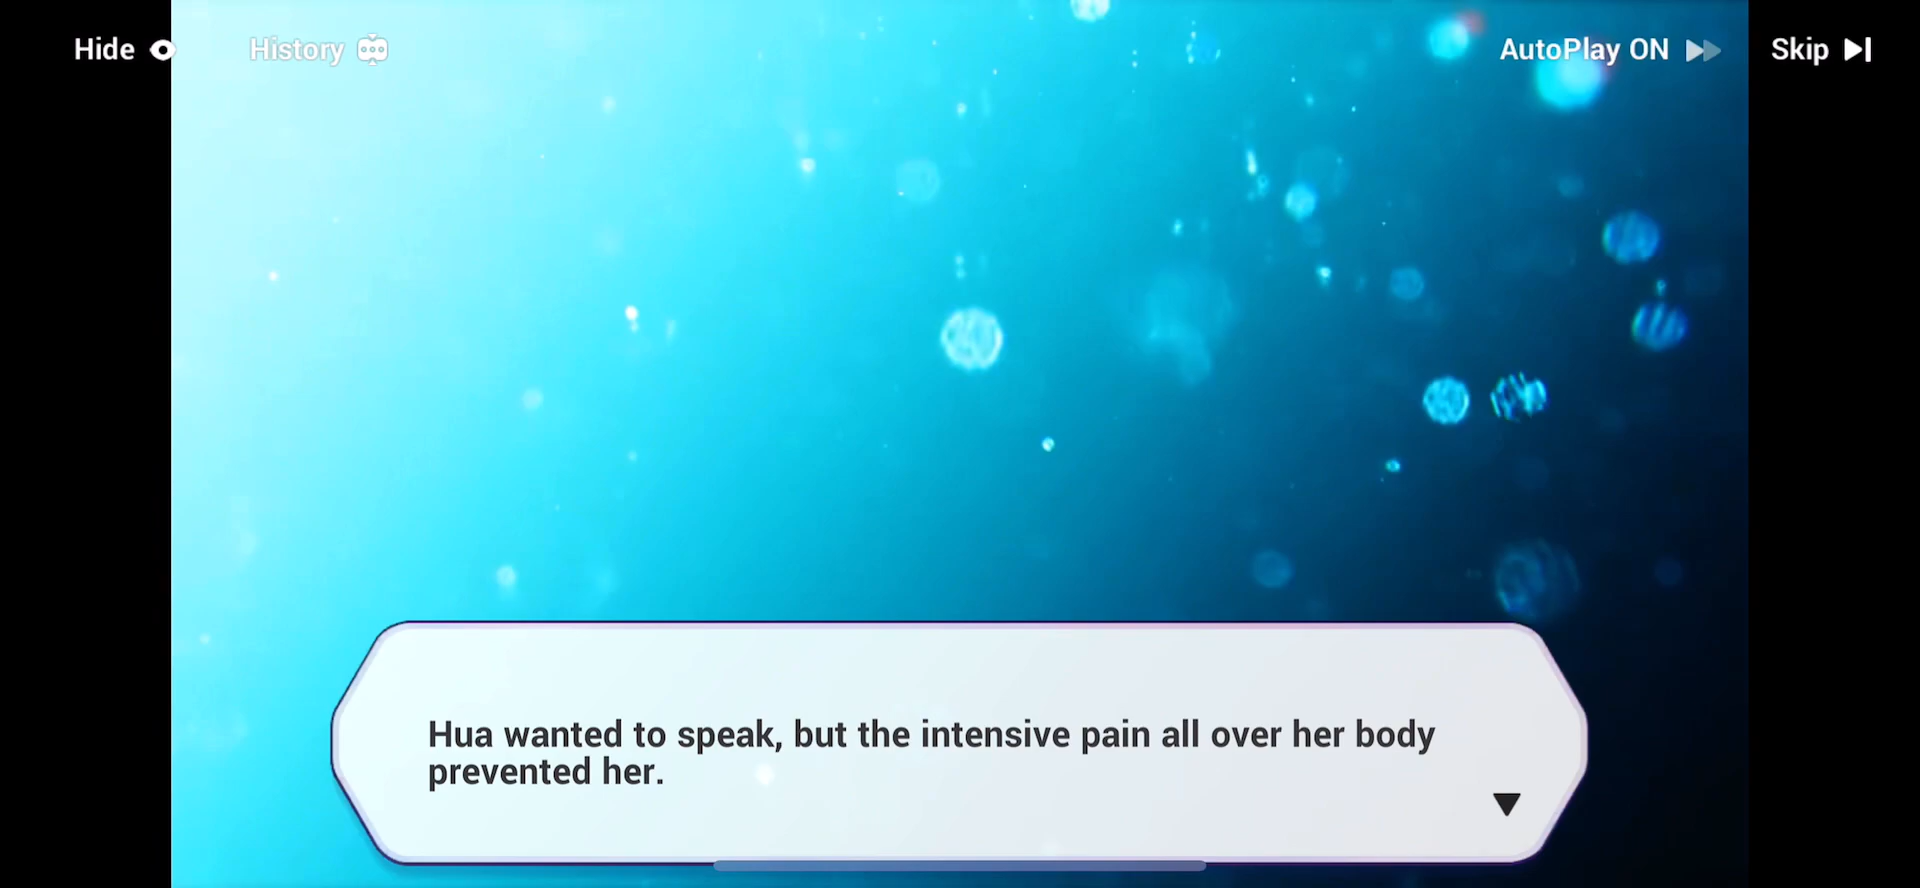 Hide
History
AutoPlay ON
Skip
Hua wanted to speak, but the intensive pain all over her body
prevented her.